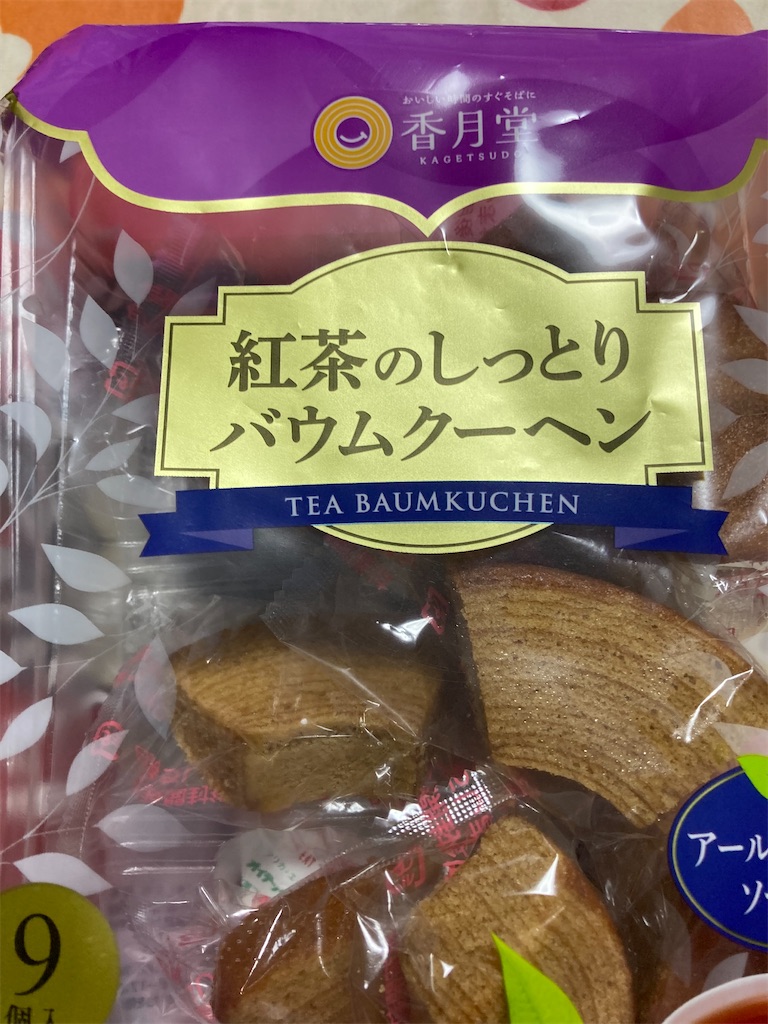 おいしい時間のすぐそばに
香月堂
KAGETSUDO
紅茶のしっとり
バウムクーヘン
TEA BAUMKUCHEN
アール
ソ
9
個入